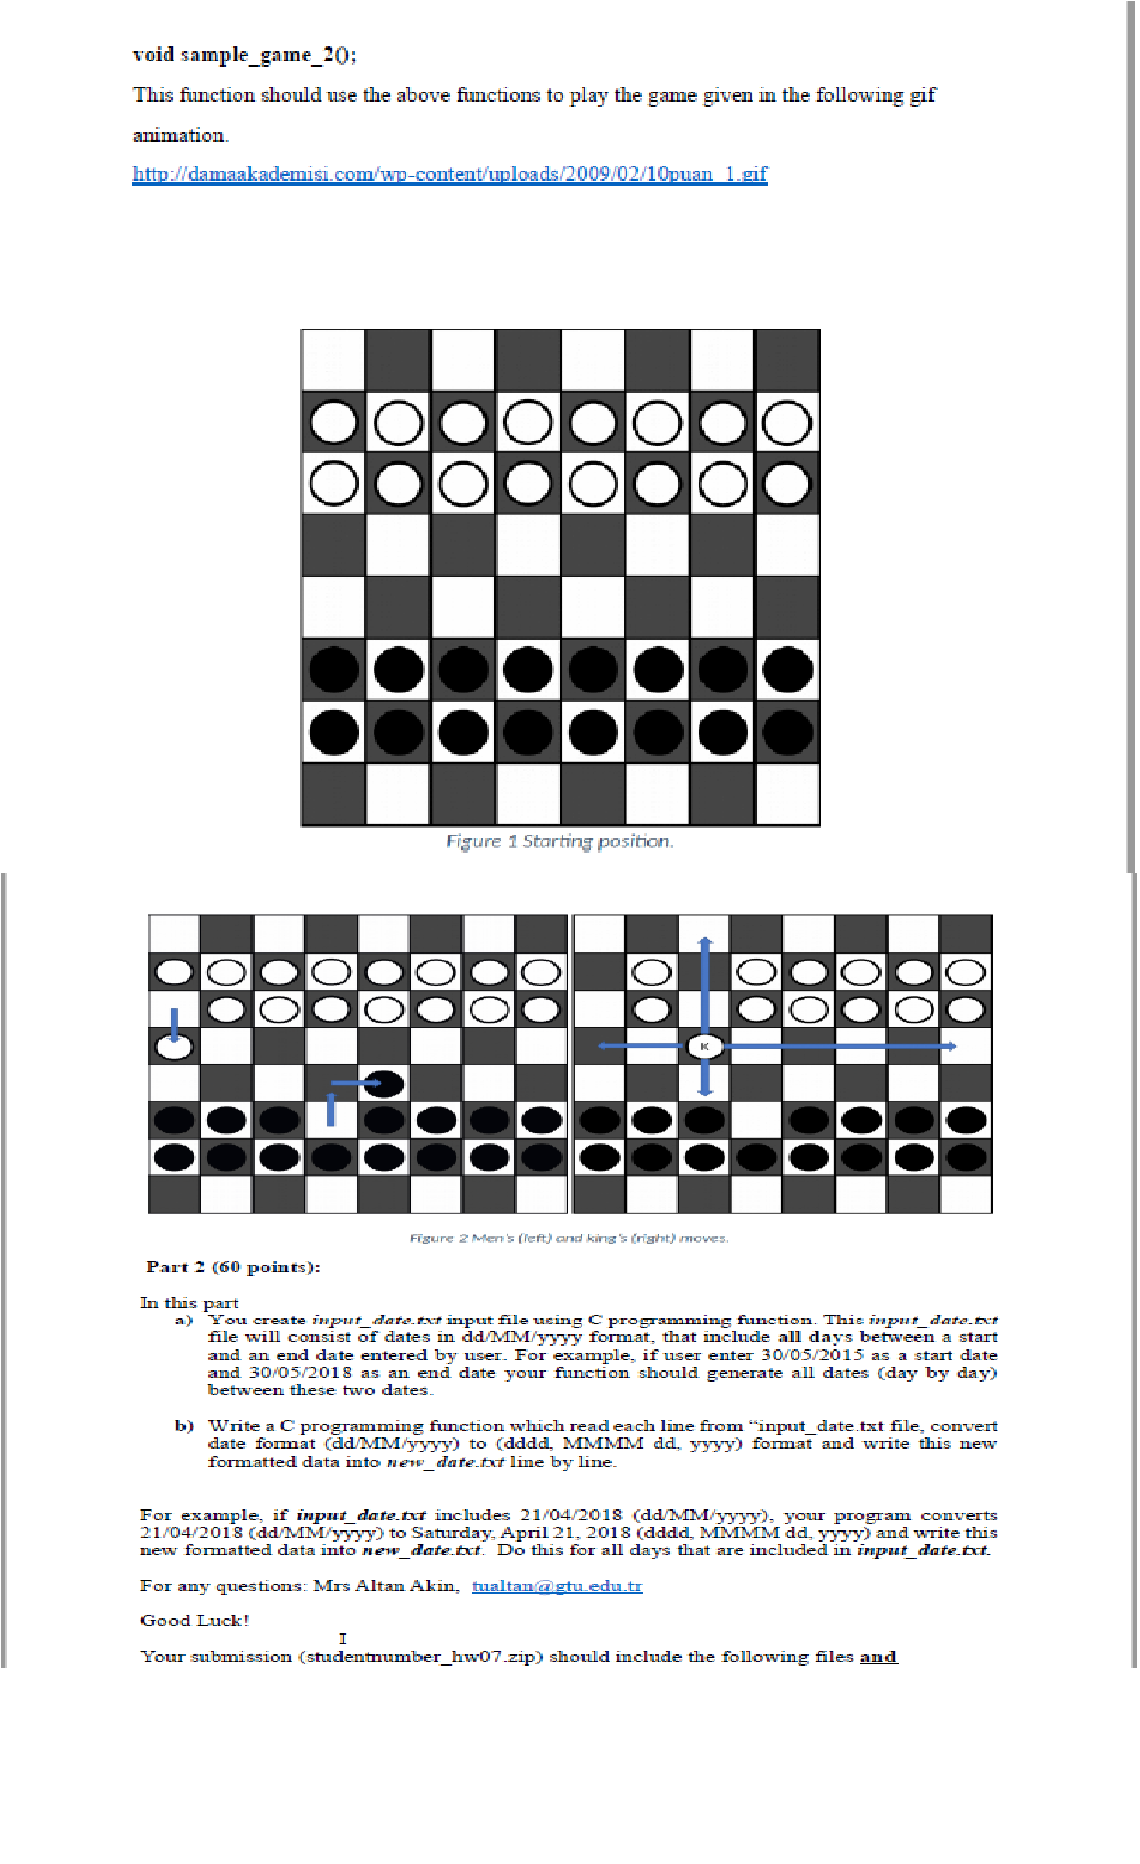 void sample_game_2();
This function should use the above functions to play the game given in the following gif
animation.
http://damaakademisi.com/wp-content/uploads/2009/02/10puan_1.gif
Figure 1 Starting position.
K
Figure 2 Men's (left) and king's (right) moves.
Part 2 (60 points):
In this part
a) You create input_date.txt input file using C programming function. This input_date.txt
file will consist of dates in dd/MM/yyyy format, that include all days between a start
and an end date entered by user. For example, if user enter 30/05/2015 as a start date
and 30/05/2018 as an end date your function should generate all dates (day by day)
between these two dates.
b) Write a C programming function which read each line from “input_date.txt file, convert
date format (dd/MM/yyyy) to (dddd, MMMM dd, yyyy) format and write this new
formatted data into new_date.txt line by line.
For example, if input_date.txt includes 21/04/2018 (dd/MM/yyyy), your program converts
21/04/2018 (dd/MM/yyyy) to Saturday, April 21, 2018 (dddd, MMMM dd, yyyy) and write this
new formatted data into new_date.txt. Do this for all days that are included in input_date.txt.
For any questions: Mrs Altan Akin, tualtan@gtu.edu.tr
Good Luck!
Your submission (studentnumber_hw07.zip) should include the following files and